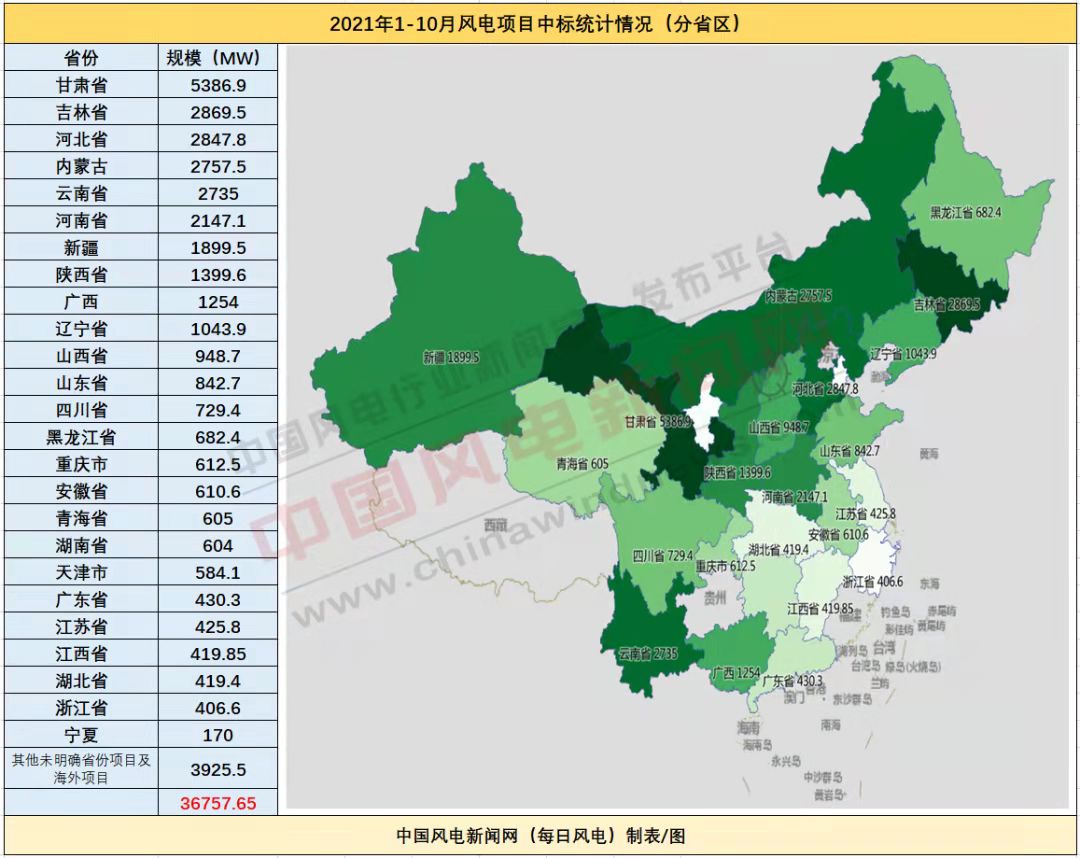 2021年1-10月风电项目中标统计情况（分省区）
省份 规模（MW）
甘肃省 5386.9
吉林省 2869.5
河北省 2847.8
内蒙古 2757.5
云南省 2735
河南省 2147.1
新疆 1899.5
陕西省 1399.6
广西 1254
辽宁省 1043.9
山西省 948.7
山东省 842.7
四川省 729.4
黑龙江省 682.4
重庆市 612.5
安徽省 610.6
青海省 605
湖南省 604
天津市 584.1
广东省 430.3
江苏省 425.8
江西省 419.85
湖北省 419.4
浙江省 406.6
宁夏 170
其他未明确省份项目及
海外项目 3925.5
36757.65
黑龙江省 682.4
内蒙古 2757.5
吉林省 2869.5
新疆 1899.5
京
辽宁省 1043.9
渤海
河北省 2847.8
甘肃省 5386.9
山西省 948.7
山东省 842.7
黄海
青海省 605
陕西省 1399.6
河南省 2147.1
江苏省 425.8
西藏
安徽省 610.6
湖北省 419.4
四川省 729.4
重庆市 612.5
浙江省 406.6
东海
贵州
江西省 419.85
福建
钓鱼岛
赤尾屿
彭佳屿
黄尾屿
台湾
澎湖列岛
台湾岛
绿岛(火烧岛)
兰屿
云南省 2735
广西 1254
广东省 430.3
香港
澳门
东沙群岛
海南
海南岛
南海
永兴岛
中沙群岛
黄岩岛
中国风电行业新闻
发布平台
中国风电新闻网
www.chinawindnews.com
中国风电新闻网（每日风电）制表/图